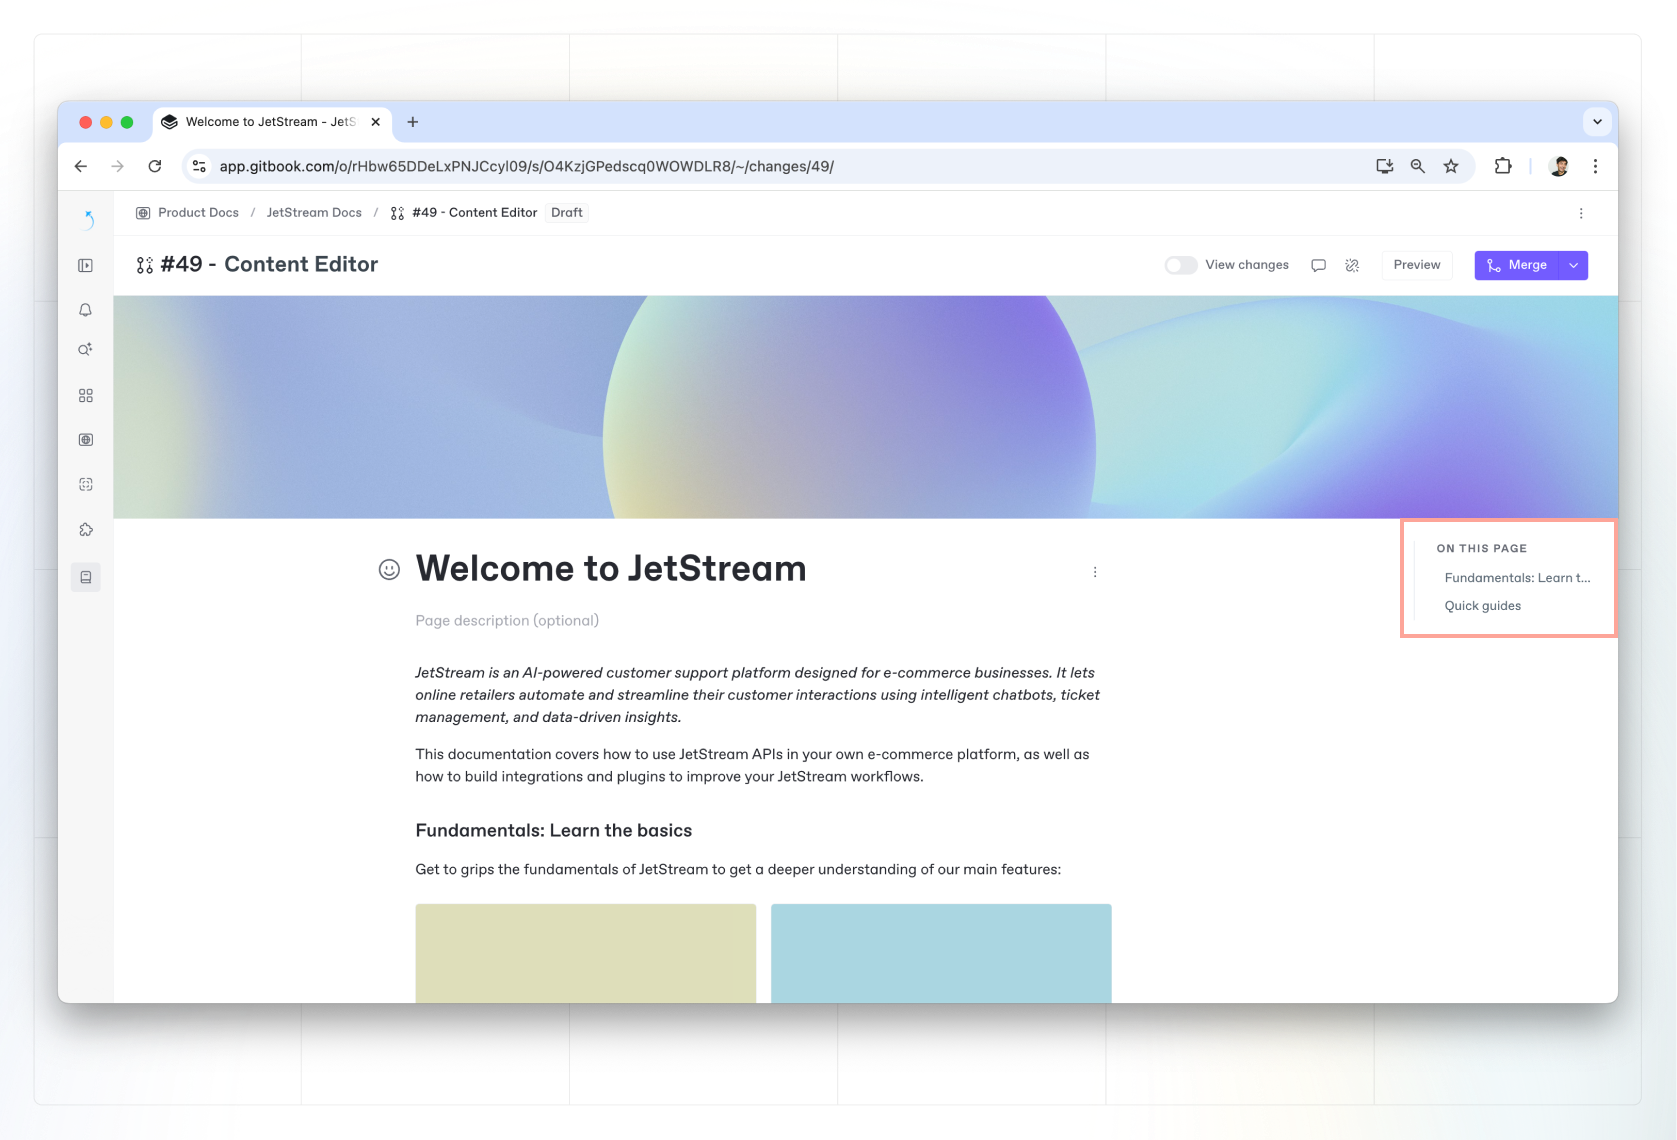 Welcome to JetStream - JetS
app.gitbook.com/o/rHbw65DDeLxPNJCcyl09/s/O4KzjGPedscq0WOWDLR8/~/changes/49/
Product Docs / JetStream Docs / #49 - Content Editor Draft
#49 - Content Editor
View changes
Preview
Merge
Welcome to JetStream
Page description (optional)
JetStream is an AI-powered customer support platform designed for e-commerce businesses. It lets
online retailers automate and streamline their customer interactions using intelligent chatbots, ticket
management, and data-driven insights.
This documentation covers how to use JetStream APIs in your own e-commerce platform, as well as
how to build integrations and plugins to improve your JetStream workflows.
Fundamentals: Learn the basics
Get to grips the fundamentals of JetStream to get a deeper understanding of our main features:
ON THIS PAGE
Fundamentals: Learn t...
Quick guides